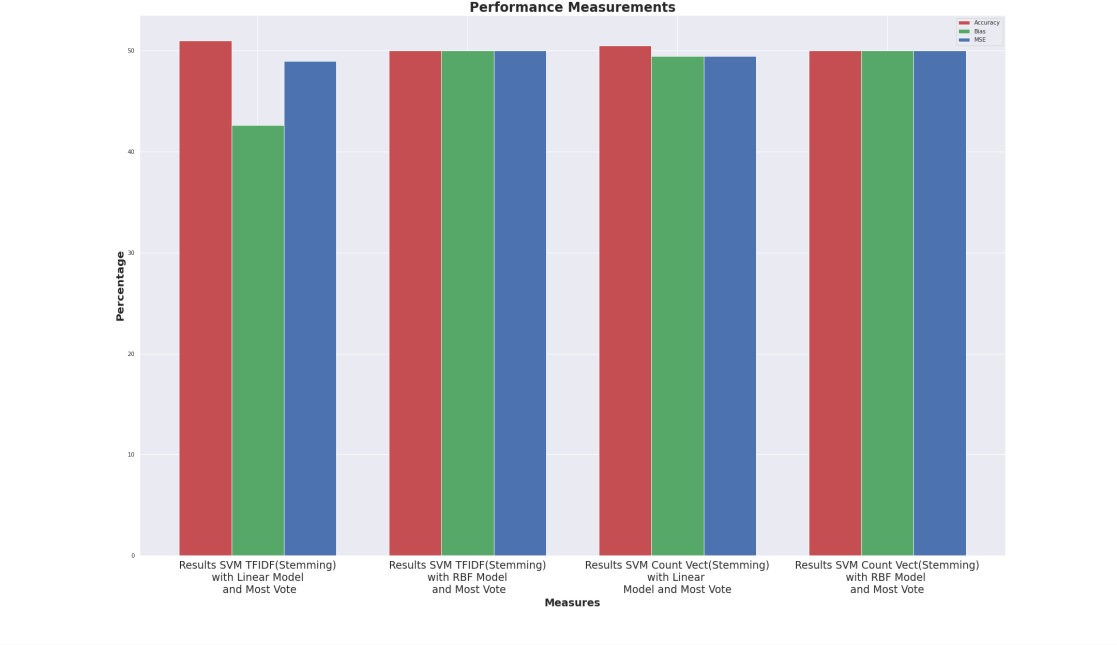 Performance Measurements
Accuracy
Bias
MSE
50
40
30
20
10
0
Percentage
Results SVM TFIDF(Stemming)
with Linear Model
and Most Vote
Results SVM TFIDF(Stemming)
with RBF Model
and Most Vote
Results SVM Count Vect(Stemming)
with Linear
Model and Most Vote
Results SVM Count Vect(Stemming)
with RBF Model
and Most Vote
Measures